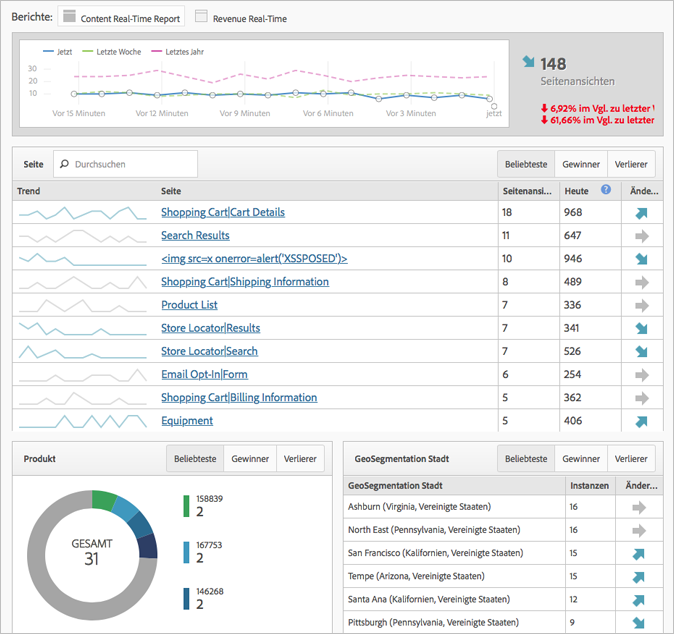 Berichte: Content Real-Time Report Revenue Real-Time
Jetzt Letzte Woche Letztes Jahr
30
20
10
Vor 15 Minuten Vor 12 Minuten Vor 9 Minuten Vor 6 Minuten Vor 3 Minuten jetzt
148
Seitenansichten
6,92% im Vgl. zu letzter
61,66% im Vgl. zu letzter
Seite Durchsuchen Beliebteste Gewinner Verlierer
Trend Seite Seitenansi... Heute ? Ände...
Shopping Cart|Cart Details 18 968
Search Results 11 647
<img src=x onerror=alert('XSSPOSED')> 10 946
Shopping Cart|Shipping Information 8 489
Product List 7 336
Store Locator|Results 7 341
Store Locator|Search 7 526
Email Opt-In|Form 6 254
Shopping Cart|Billing Information 5 362
Equipment 5 406
Produkt Beliebteste Gewinner Verlierer
GESAMT
31
158839
2
167753
2
146268
2
GeoSegmentation Stadt Beliebteste Gewinner Verlierer
GeoSegmentation Stadt Instanzen Änder...
Ashburn (Virginia, Vereinigte Staaten) 16
North East (Pennsylvania, Vereinigte Staaten) 16
San Francisco (Kalifornien, Vereinigte Staaten) 15
Tempe (Arizona, Vereinigte Staaten) 15
Santa Ana (Kalifornien, Vereinigte Staaten) 12
Pittsburgh (Pennsylvania, Vereinigte Staaten) 9